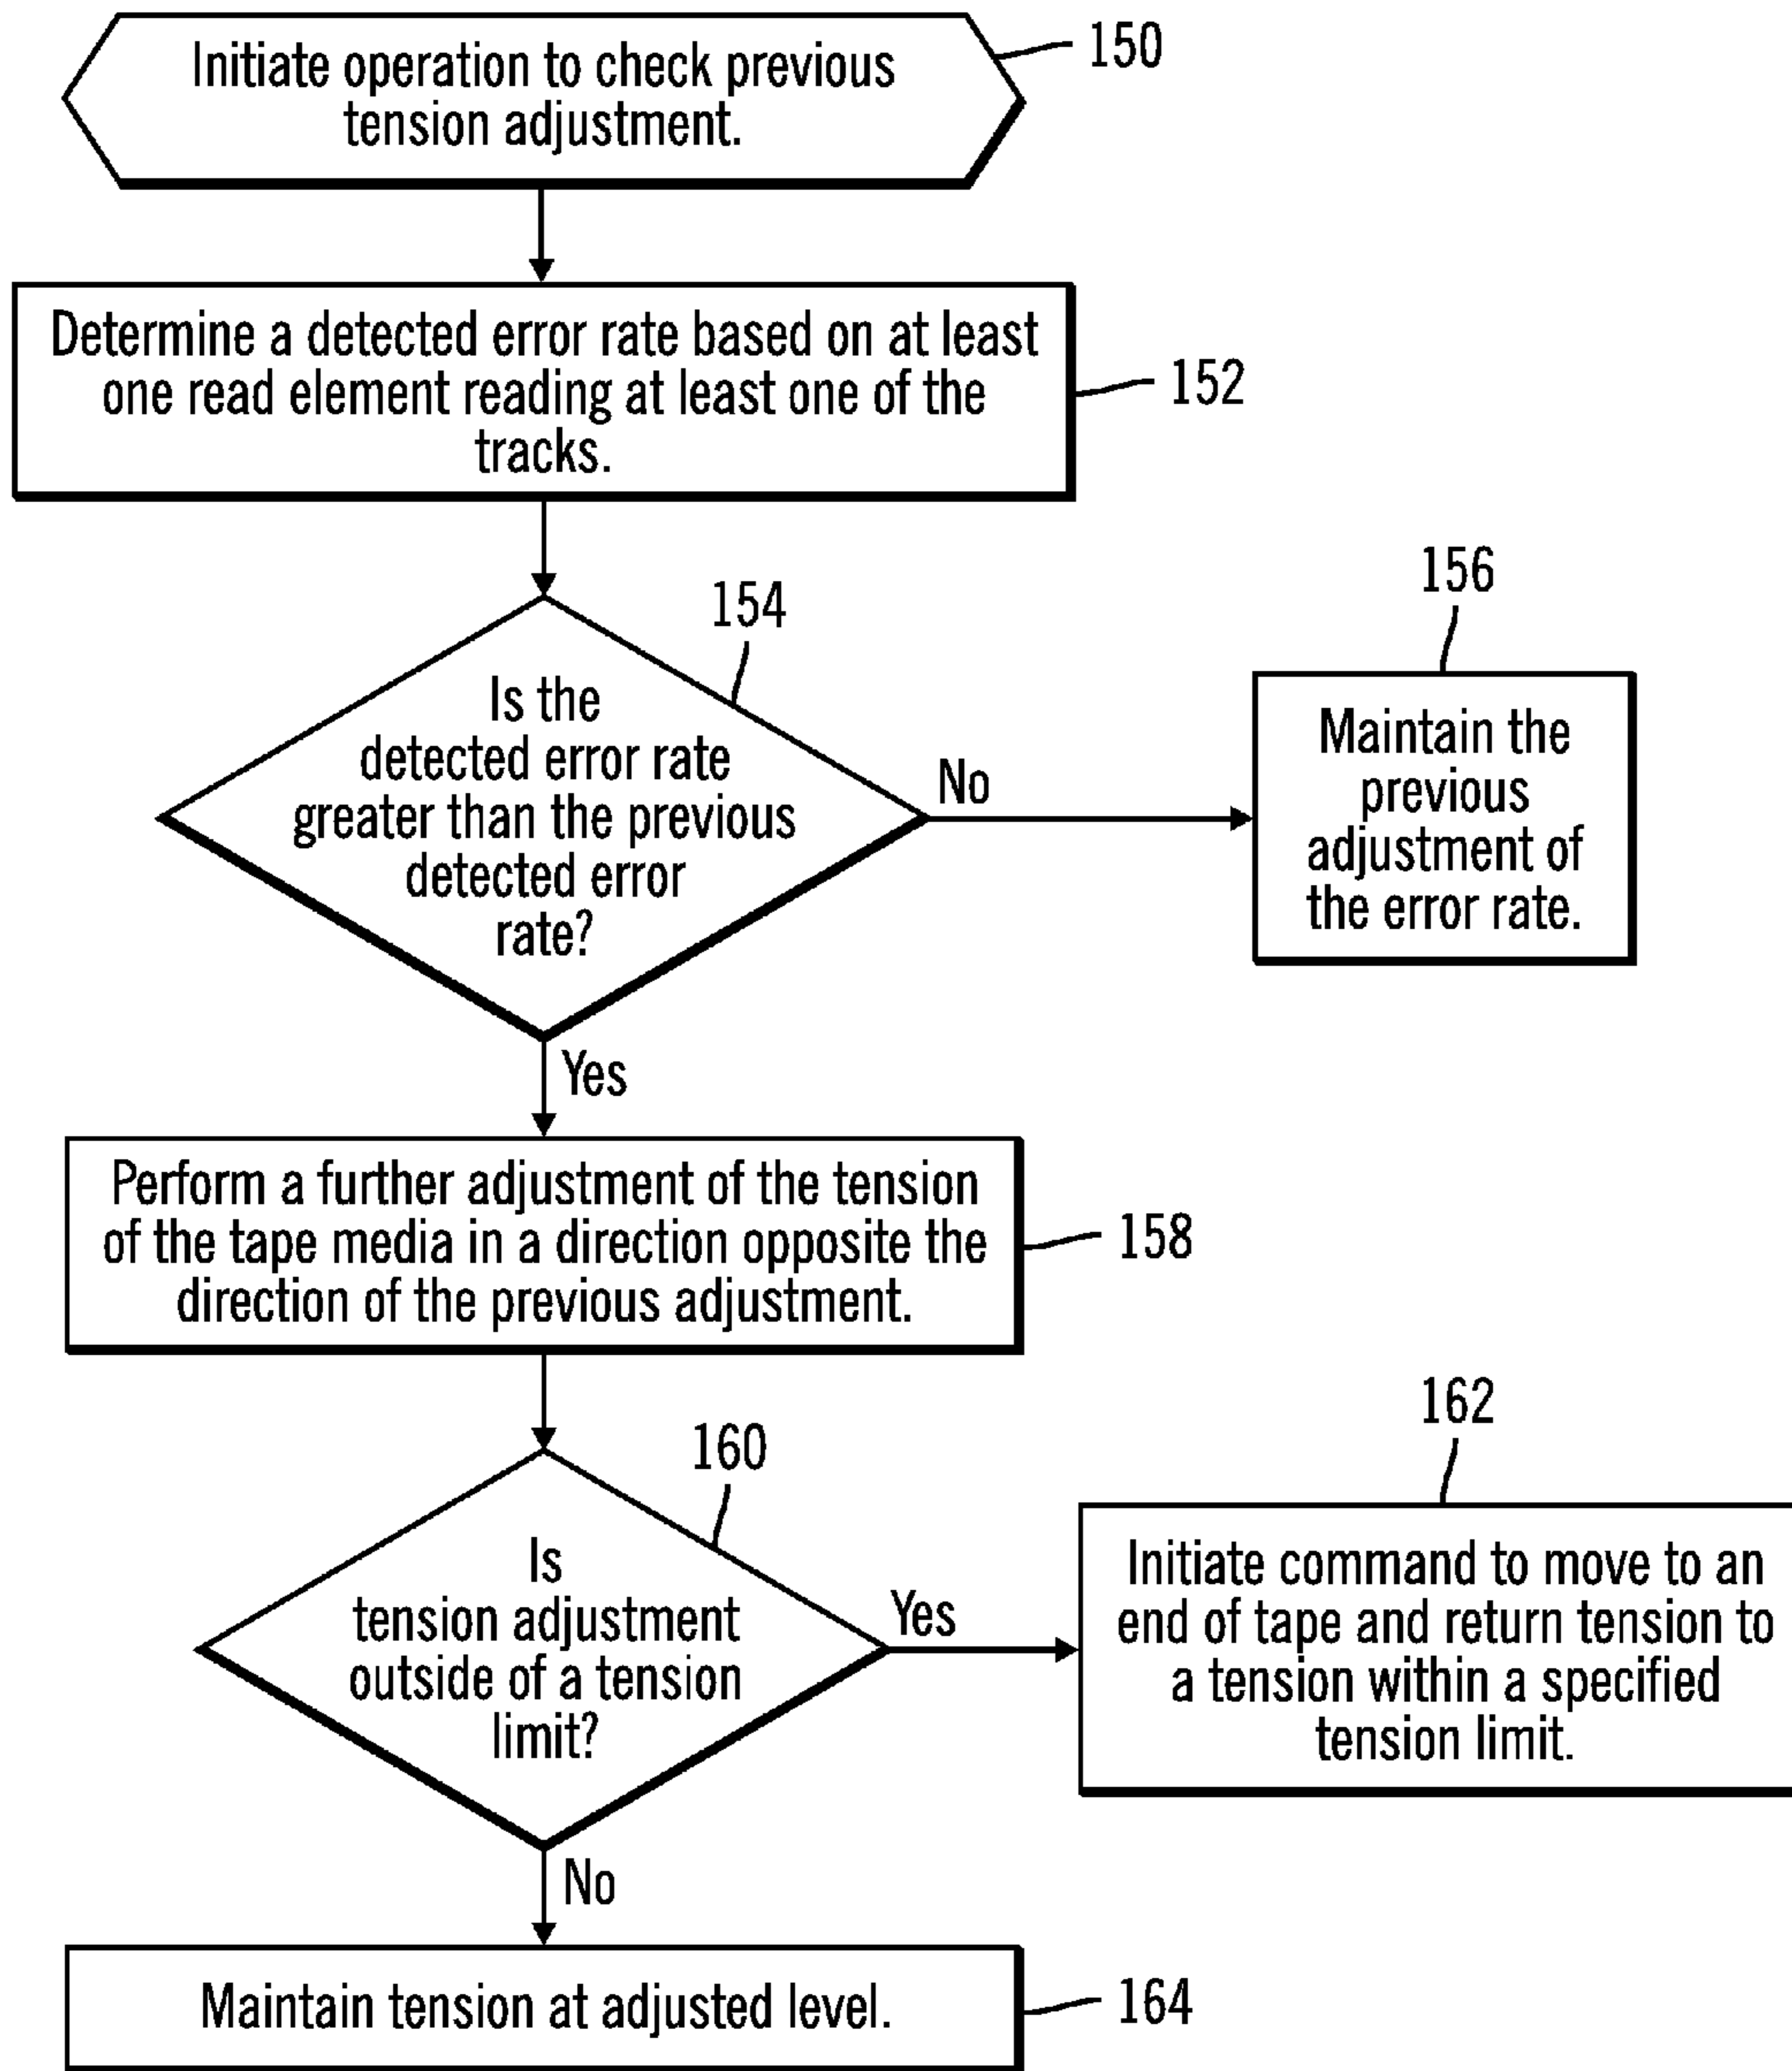 Initiate operation to check previous
tension adjustment.
150
Determine a detected error rate based on at least
one read element reading at least one of the
tracks.
152
154
Is the
detected error rate
greater than the previous
detected error
rate?
No
156
Maintain the
previous
adjustment of
the error rate.
Yes
Perform a further adjustment of the tension
of the tape media in a direction opposite the
direction of the previous adjustment.
158
160
Is
tension adjustment
outside of a tension
limit?
Yes
162
Initiate command to move to an
end of tape and return tension to
a tension within a specified
tension limit.
No
Maintain tension at adjusted level.
164